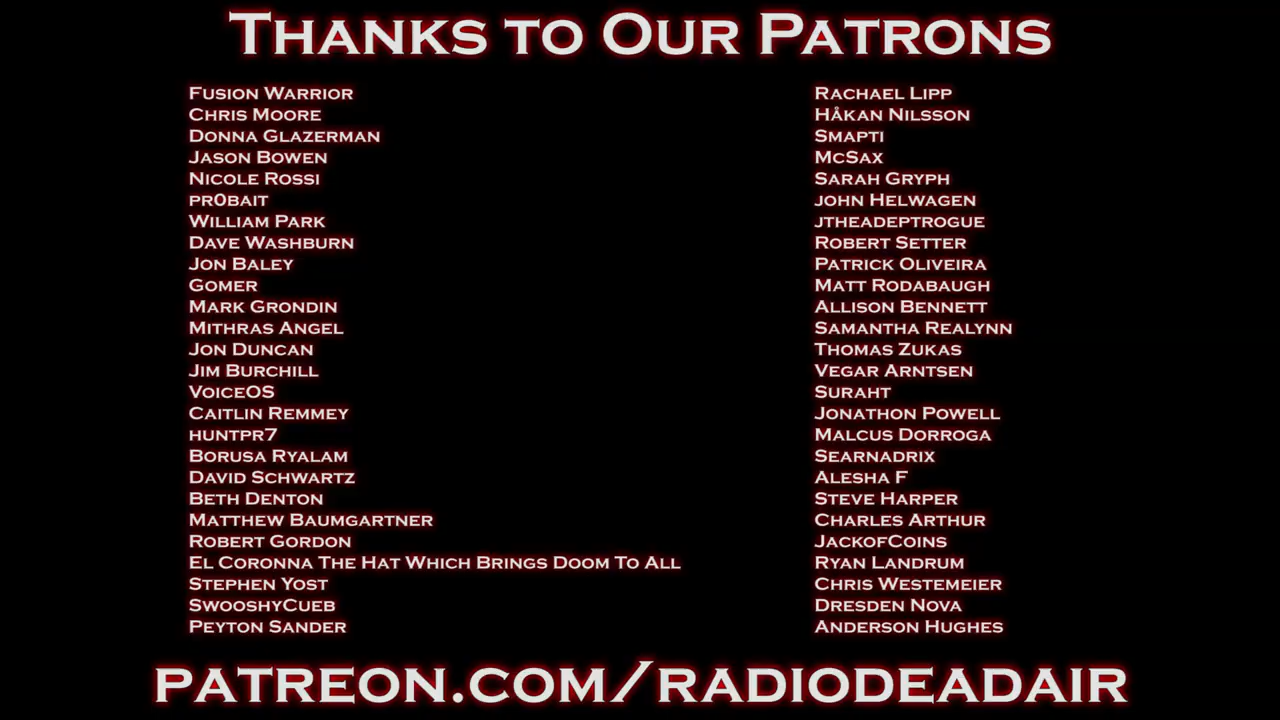 Thanks to Our Patrons
Fusion Warrior
Chris Moore
Donna Glazerman
Jason Bowen
Nicole Rossi
pr0bait
William Park
Dave Washburn
Jon Baley
Gomer
Mark Grondin
Mithras Angel
Jon Duncan
Jim Burchill
VoiceOS
Caitlin Remmey
huntpr7
Borusa Ryalam
David Schwartz
Beth Denton
Matthew Baumgartner
Robert Gordon
El Coronna The Hat Which Brings Doom To All
Stephen Yost
SwooshyCueb
Peyton Sander
Rachael Lipp
Håkan Nilsson
Smapti
McSax
Sarah Gryph
john Helwagen
jtheadeptrogue
Robert Setter
Patrick Oliveira
Matt Rodabaugh
Allison Bennett
Samantha Realynn
Thomas Zukas
Vegar Arntsen
Suraht
Jonathon Powell
Malcus Dorroga
Searnadrix
Alesha F
Steve Harper
Charles Arthur
JackofCoins
Ryan Landrum
Chris Westemeier
Dresden Nova
Anderson Hughes
patreon.com/radiodeadair